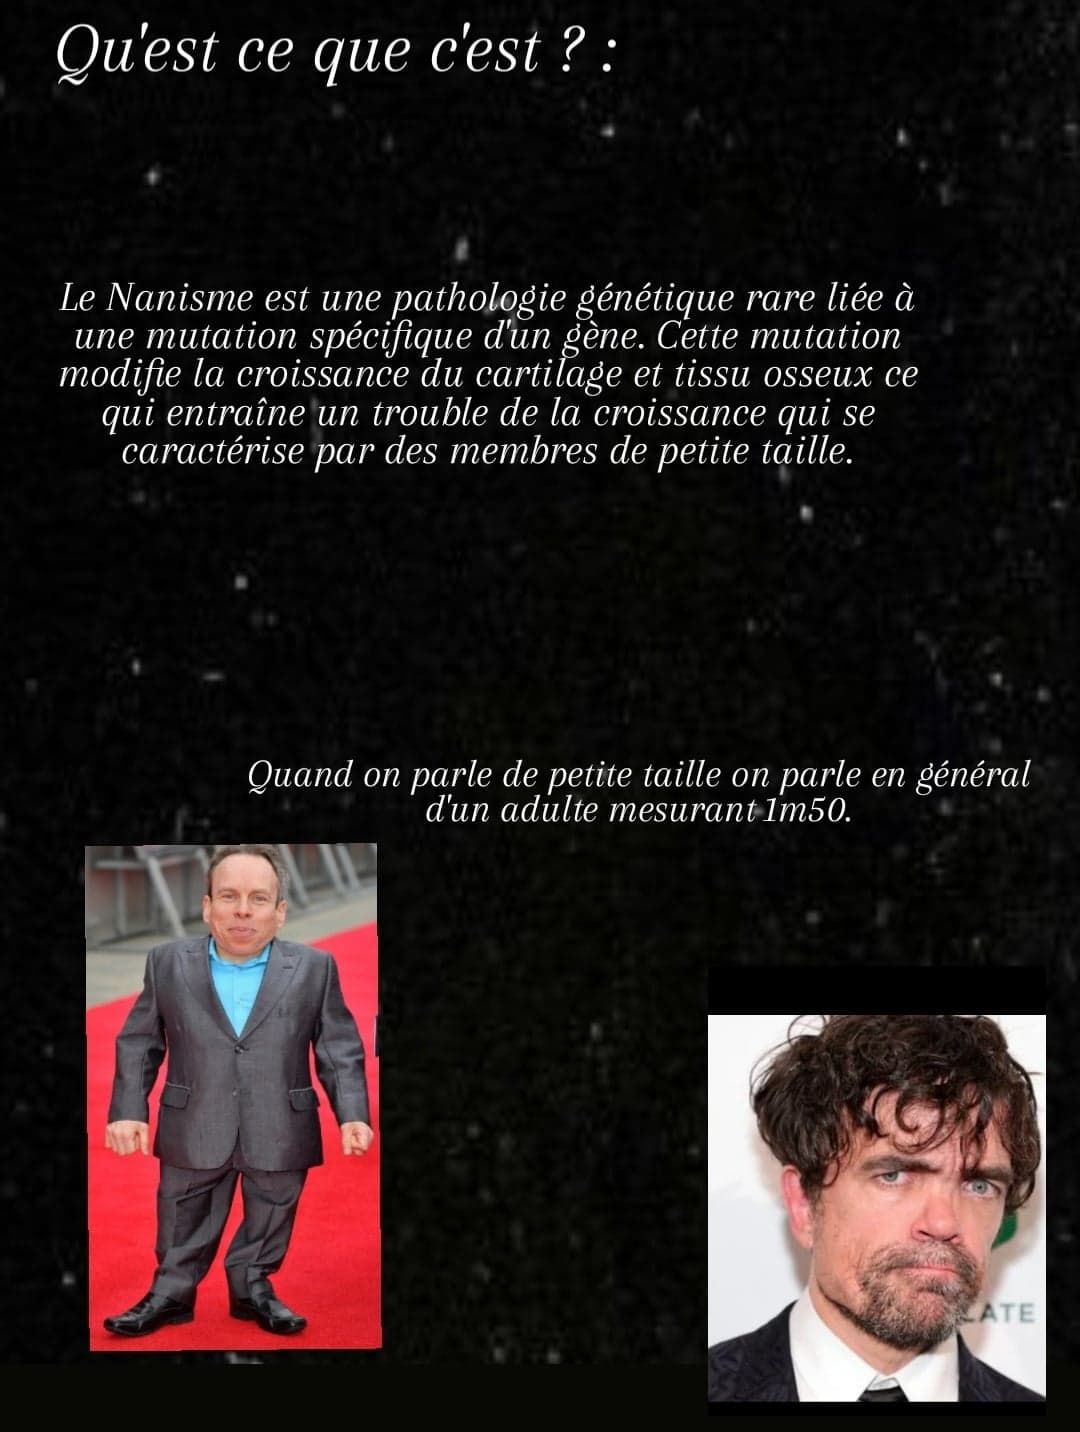 Qu'est ce que c'est ? :
Le Nanisme est une pathologie génétique rare liée à
une mutation spécifique d'un gène. Cette mutation
modifie la croissance du cartilage et tissu osseux ce
qui entraîne un trouble de la croissance qui se
caractérise par des membres de petite taille.
Quand on parle de petite taille on parle en général
d'un adulte mesurant 1m50.
LATE